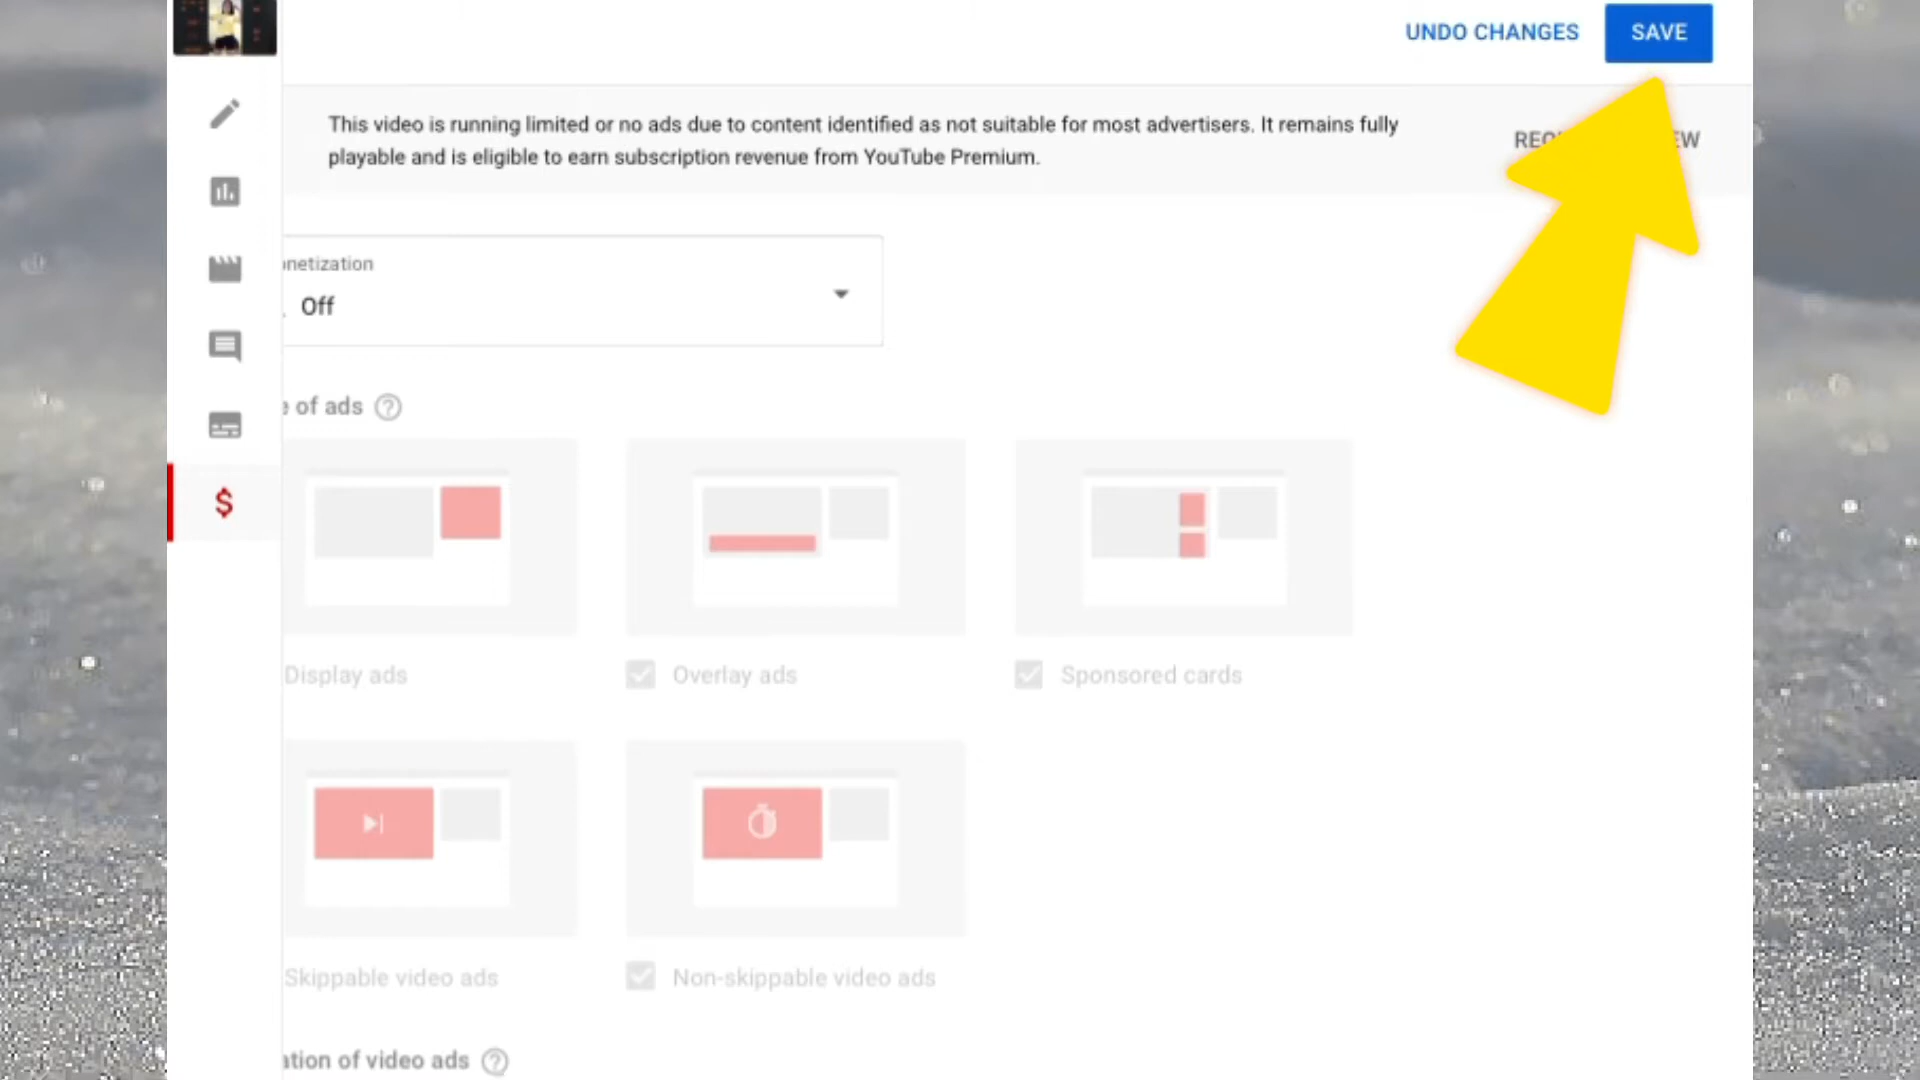 UNDO CHANGES
SAVE
This video is running limited or no ads due to content identified as not suitable for most advertisers. It remains fully
playable and is eligible to earn subscription revenue from YouTube Premium.
onetization
Off
e of ads
Display ads
Overlay ads
Sponsored cards
Skippable video ads
Non-skippable video ads
ation of video ads